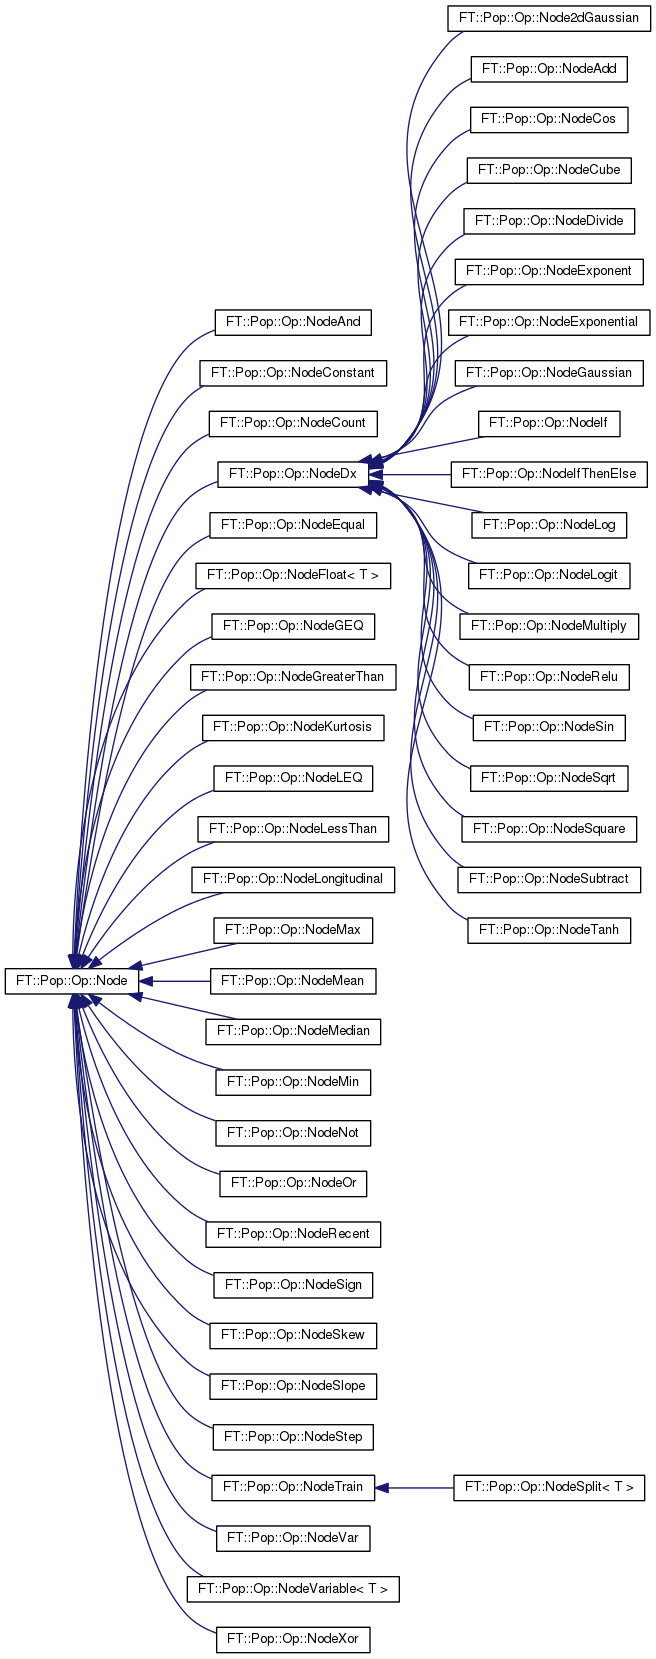 FT::Pop::Op::Node2dGaussian
FT::Pop::Op::NodeAdd
FT::Pop::Op::NodeCos
FT::Pop::Op::NodeCube
FT::Pop::Op::NodeDivide
FT::Pop::Op::NodeExponent
FT::Pop::Op::NodeAnd
FT::Pop::Op::NodeExponential
FT::Pop::Op::NodeConstant
FT::Pop::Op::NodeGaussian
FT::Pop::Op::NodeCount
FT::Pop::Op::NodeIf
FT::Pop::Op::NodeDx
FT::Pop::Op::NodeIfThenElse
FT::Pop::Op::NodeEqual
FT::Pop::Op::NodeLog
FT::Pop::Op::NodeFloat< T >
FT::Pop::Op::NodeLogit
FT::Pop::Op::NodeGEQ
FT::Pop::Op::NodeMultiply
FT::Pop::Op::NodeGreaterThan
FT::Pop::Op::NodeRelu
FT::Pop::Op::NodeKurtosis
FT::Pop::Op::NodeSin
FT::Pop::Op::NodeLEQ
FT::Pop::Op::NodeSqrt
FT::Pop::Op::NodeLessThan
FT::Pop::Op::NodeSquare
FT::Pop::Op::NodeLongitudinal
FT::Pop::Op::NodeSubtract
FT::Pop::Op::NodeMax
FT::Pop::Op::NodeTanh
FT::Pop::Op::Node
FT::Pop::Op::NodeMean
FT::Pop::Op::NodeMedian
FT::Pop::Op::NodeMin
FT::Pop::Op::NodeNot
FT::Pop::Op::NodeOr
FT::Pop::Op::NodeRecent
FT::Pop::Op::NodeSign
FT::Pop::Op::NodeSkew
FT::Pop::Op::NodeSlope
FT::Pop::Op::NodeStep
FT::Pop::Op::NodeTrain
FT::Pop::Op::NodeSplit< T >
FT::Pop::Op::NodeVar
FT::Pop::Op::NodeVariable< T >
FT::Pop::Op::NodeXor